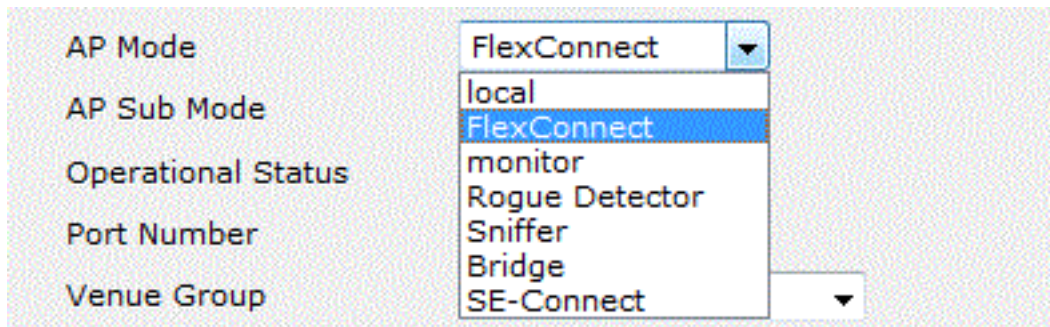 AP Mode FlexConnect
local
AP Sub Mode
FlexConnect
monitor
Operational Status
Rogue Detector
Port Number
Sniffer
Bridge
Venue Group
SE-Connect